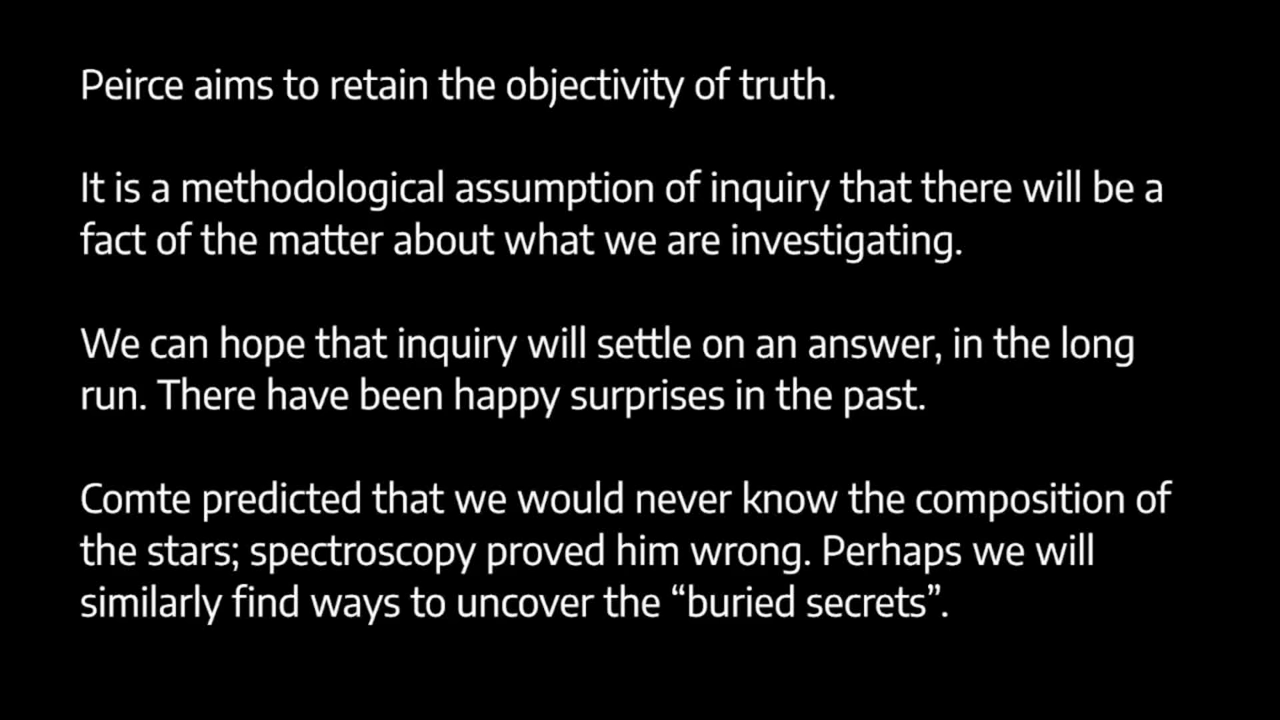 Peirce aims to retain the objectivity of truth.
It is a methodological assumption of inquiry that there will be a
fact of the matter about what we are investigating.
We can hope that inquiry will settle on an answer, in the long
run. There have been happy surprises in the past.
Comte predicted that we would never know the composition of
the stars; spectroscopy proved him wrong. Perhaps we will
similarly find ways to uncover the “buried secrets”.